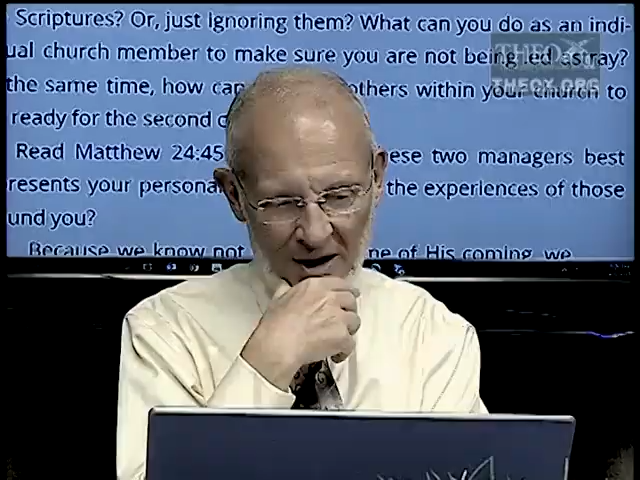 Scriptures? Or, just ignoring them? What can you do as an indi-
ual church member to make sure you are not being led astray?
the same time, how can others within your church to
ready for the second c
Read Matthew 24:45 ese two managers best
resents your persona the experiences of those
und you?
Because we know not ne of His coming, we
THEOX
THEOX.ORG